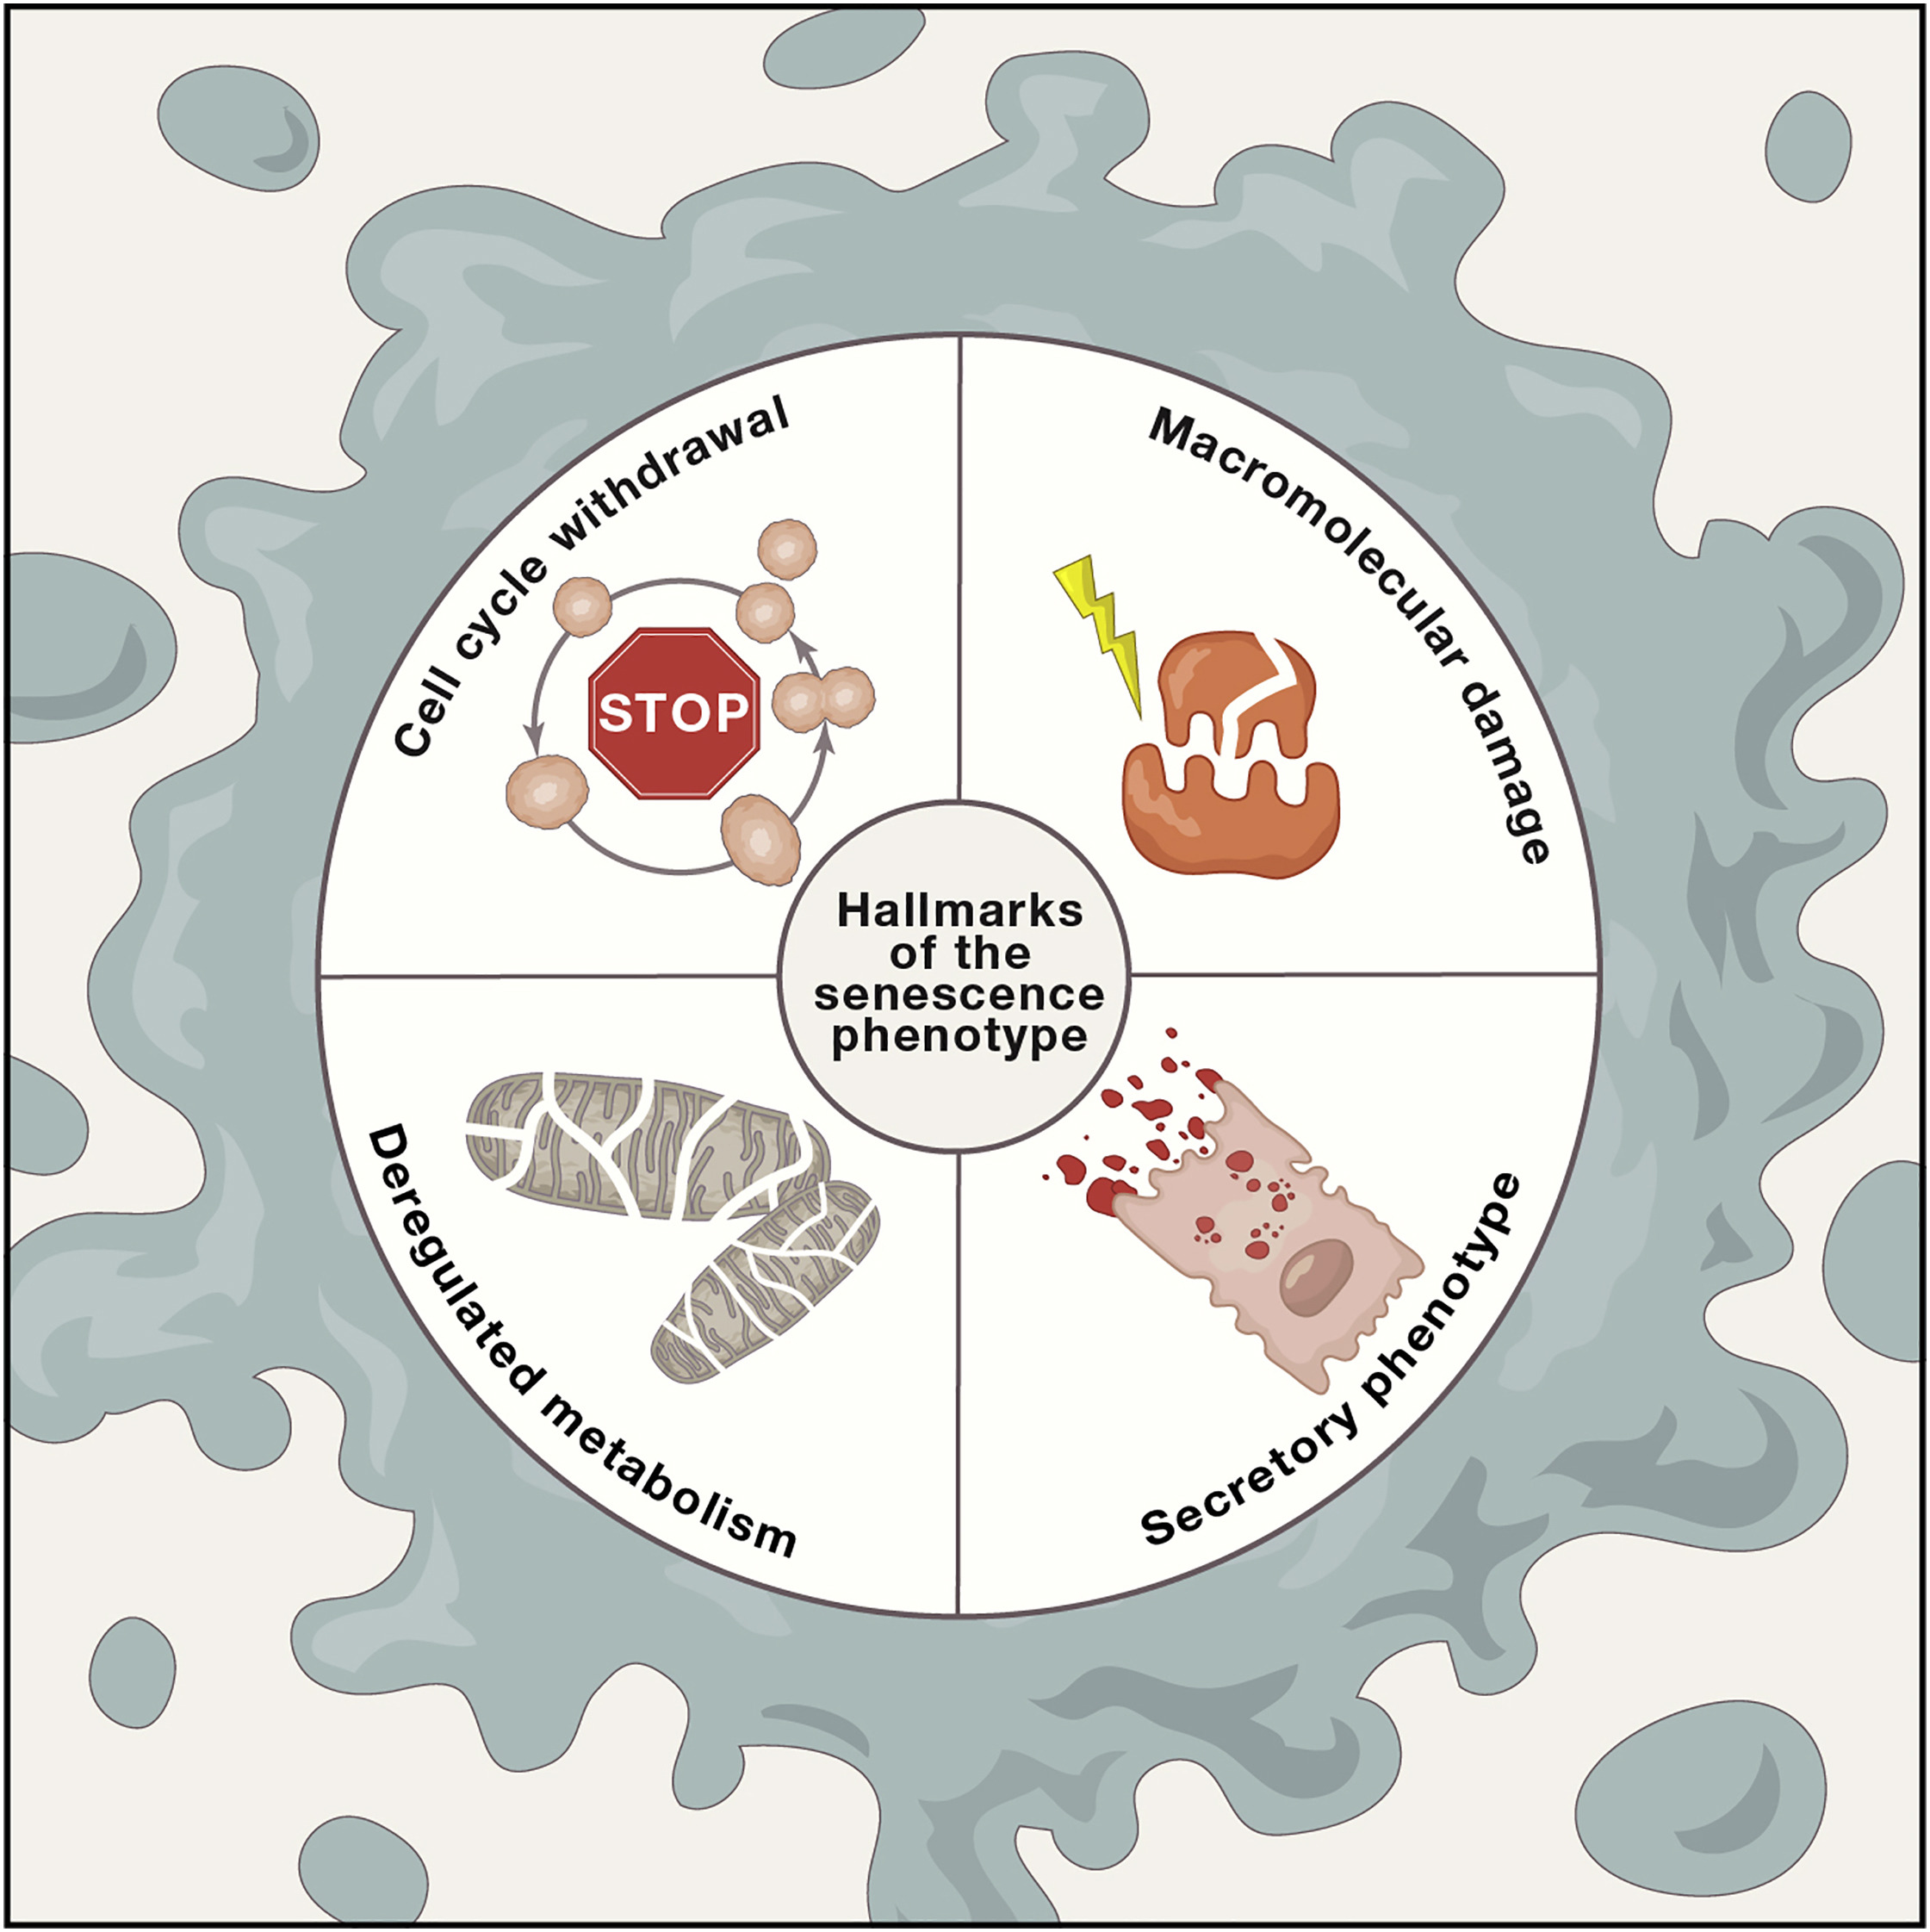 Cell cycle withdrawal
STOP
Macromolecular damage
Hallmarks
of the
senescence
phenotype
Deregulated metabolism
Secretory phenotype